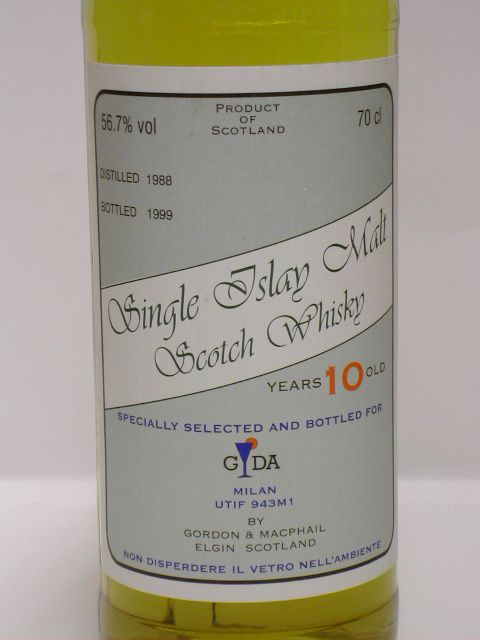 PRODUCT
OF
SCOTLAND
56.7% vol
70 cl
DISTILLED 1988
BOTTLED 1999
Single Islay Malt
Scotch Whisky
YEARS 10 OLD
SPECIALLY SELECTED AND BOTTLED FOR
GYDA
MILAN
UTIF 943M1
BY
GORDON & MACPHAIL
ELGIN SCOTLAND
NON DISPERDERE IL VETRO NELL'AMBIENTE